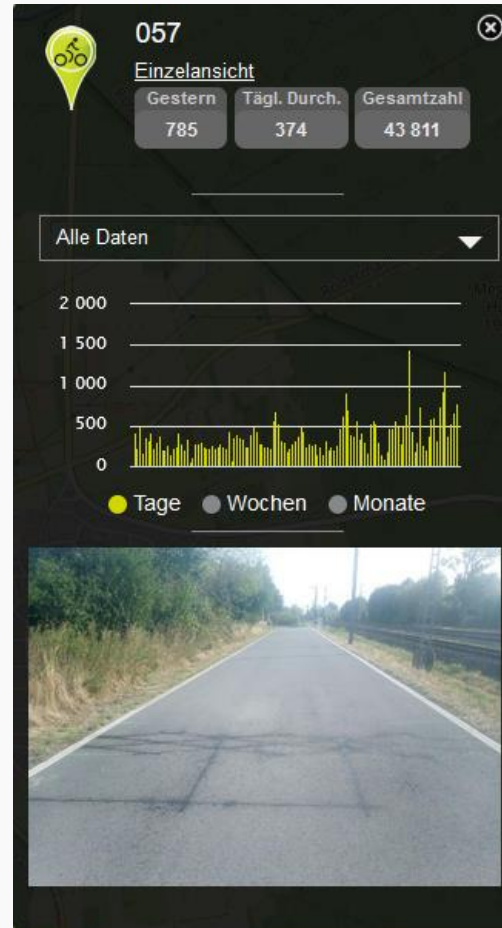 057
Einzelansicht
Gestern Tägl. Durch. Gesamtzahl
785 374 43 811
Alle Daten
2 000
1 500
1 000
500
0
Tage Wochen Monate